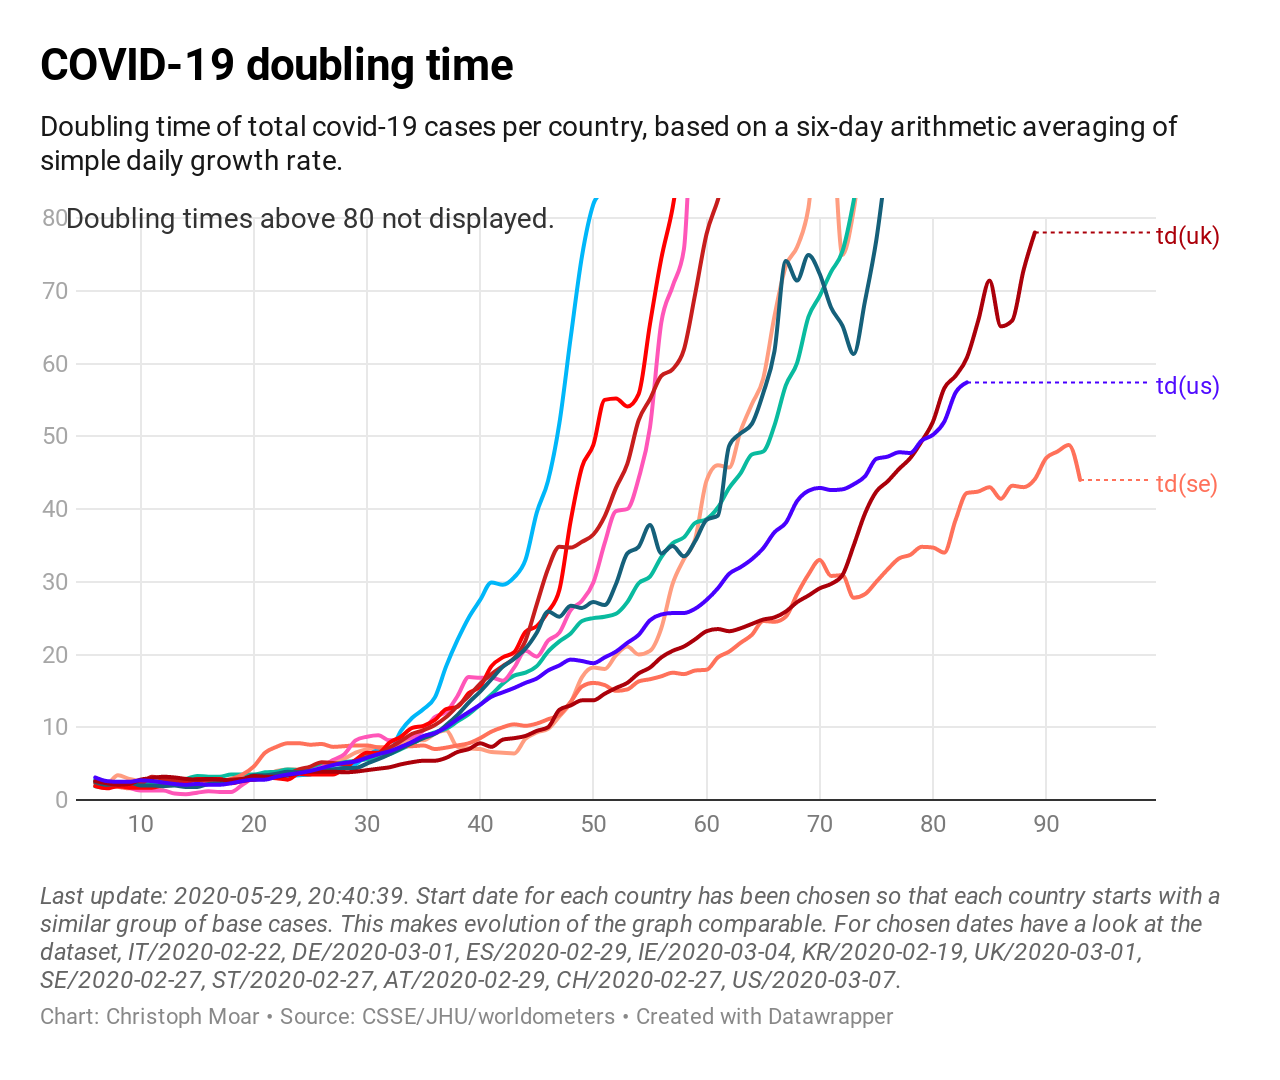 COVID-19 doubling time
Doubling time of total covid-19 cases per country, based on a six-day arithmetic averaging of
simple daily growth rate.
80
Doubling times above 80 not displayed.
td(uk)
70
60
td(us)
50
td(se)
40
30
20
10
0
10 20 30 40 50 60 70 80 90
Last update: 2020-05-29, 20:40:39. Start date for each country has been chosen so that each country starts with a
similar group of base cases. This makes evolution of the graph comparable. For chosen dates have a look at the
dataset, IT/2020-02-22, DE/2020-03-01, ES/2020-02-29, IE/2020-03-04, KR/2020-02-19, UK/2020-03-01,
SE/2020-02-27, ST/2020-02-27, AT/2020-02-29, CH/2020-02-27, US/2020-03-07.
Chart: Christoph Moar • Source: CSSE/JHU/worldometers • Created with Datawrapper